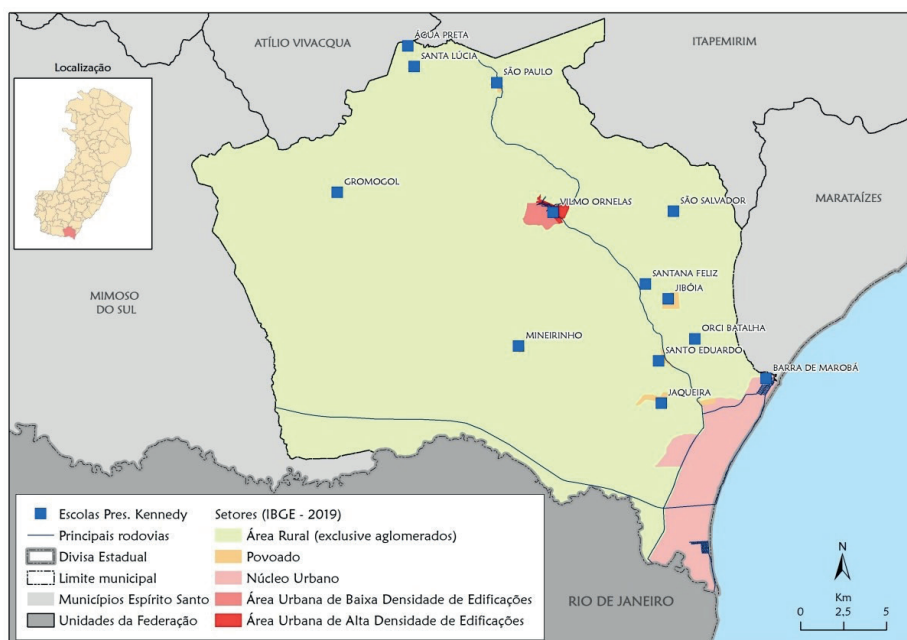 ATÍLIO VIVACQUA
ÁGUA PRETA
SANTA LÚCIA
SÃO PAULO
ITAPEMIRIM
Localização
GROMOGOL
VILMO ORNELAS
SÃO SALVADOR
MARATAÍZES
SANTANA FELIZ
JIBÓIA
MIMOSO
DO SUL
MINEIRINHO
ORCI BATALHA
SANTO EDUARDO
BARRA DE MAROBÁ
JAQUEIRA
Escolas Pres. Kennedy
Principais rodovias
Divisa Estadual
Limite municipal
Municípios Espírito Santo
Unidades da Federação
Setores (IBGE - 2019)
Área Rural (exclusive aglomerados)
Povoado
Núcleo Urbano
Área Urbana de Baixa Densidade de Edificações
Área Urbana de Alta Densidade de Edificações
RIO DE JANEIRO
N
Km
0 2,5 5